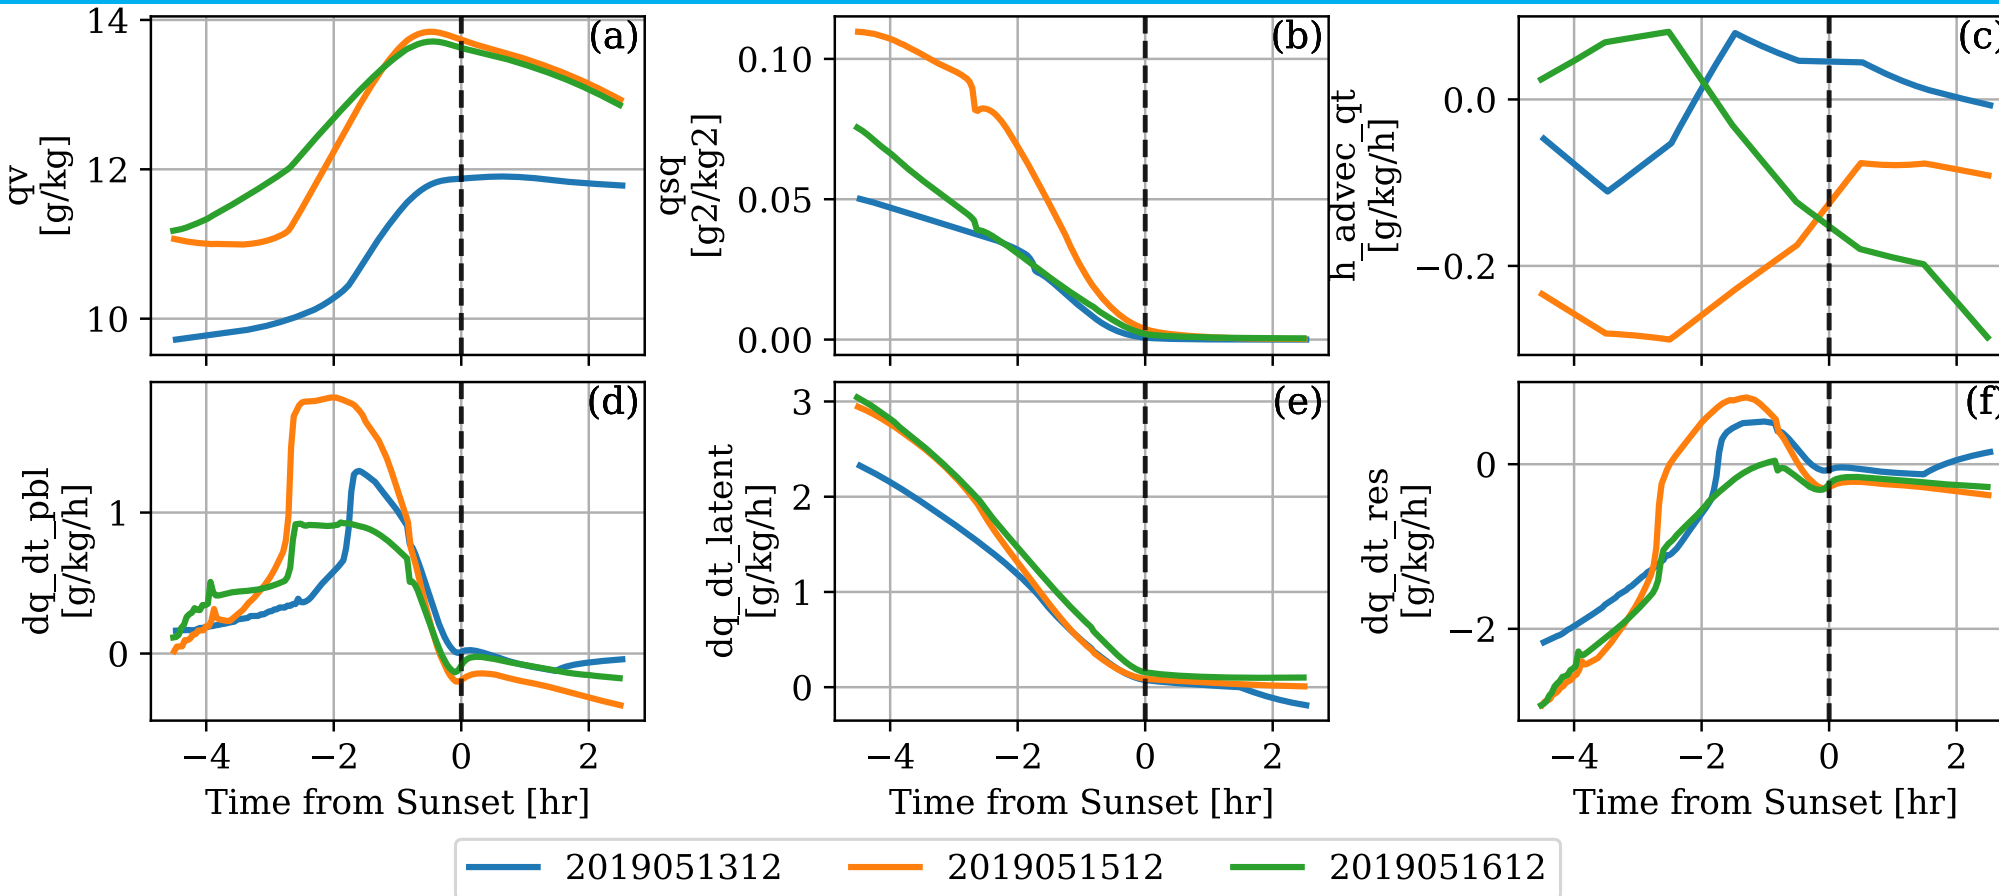 14
12
10
qv
[g/kg]
(a)
0.10
0.05
0.00
qsq
[g2/kg2]
(b)
0.0
−0.2
h_advec_qt
[g/kg/h]
(c)
1
0
dq_dt_pbl
[g/kg/h]
(d)
−4 −2 0 2
Time from Sunset [hr]
3
2
1
0
dq_dt_latent
[g/kg/h]
(e)
−4 −2 0 2
Time from Sunset [hr]
0
−2
dq_dt_res
[g/kg/h]
(f)
−4 −2 0 2
Time from Sunset [hr]
2019051312 2019051512 2019051612